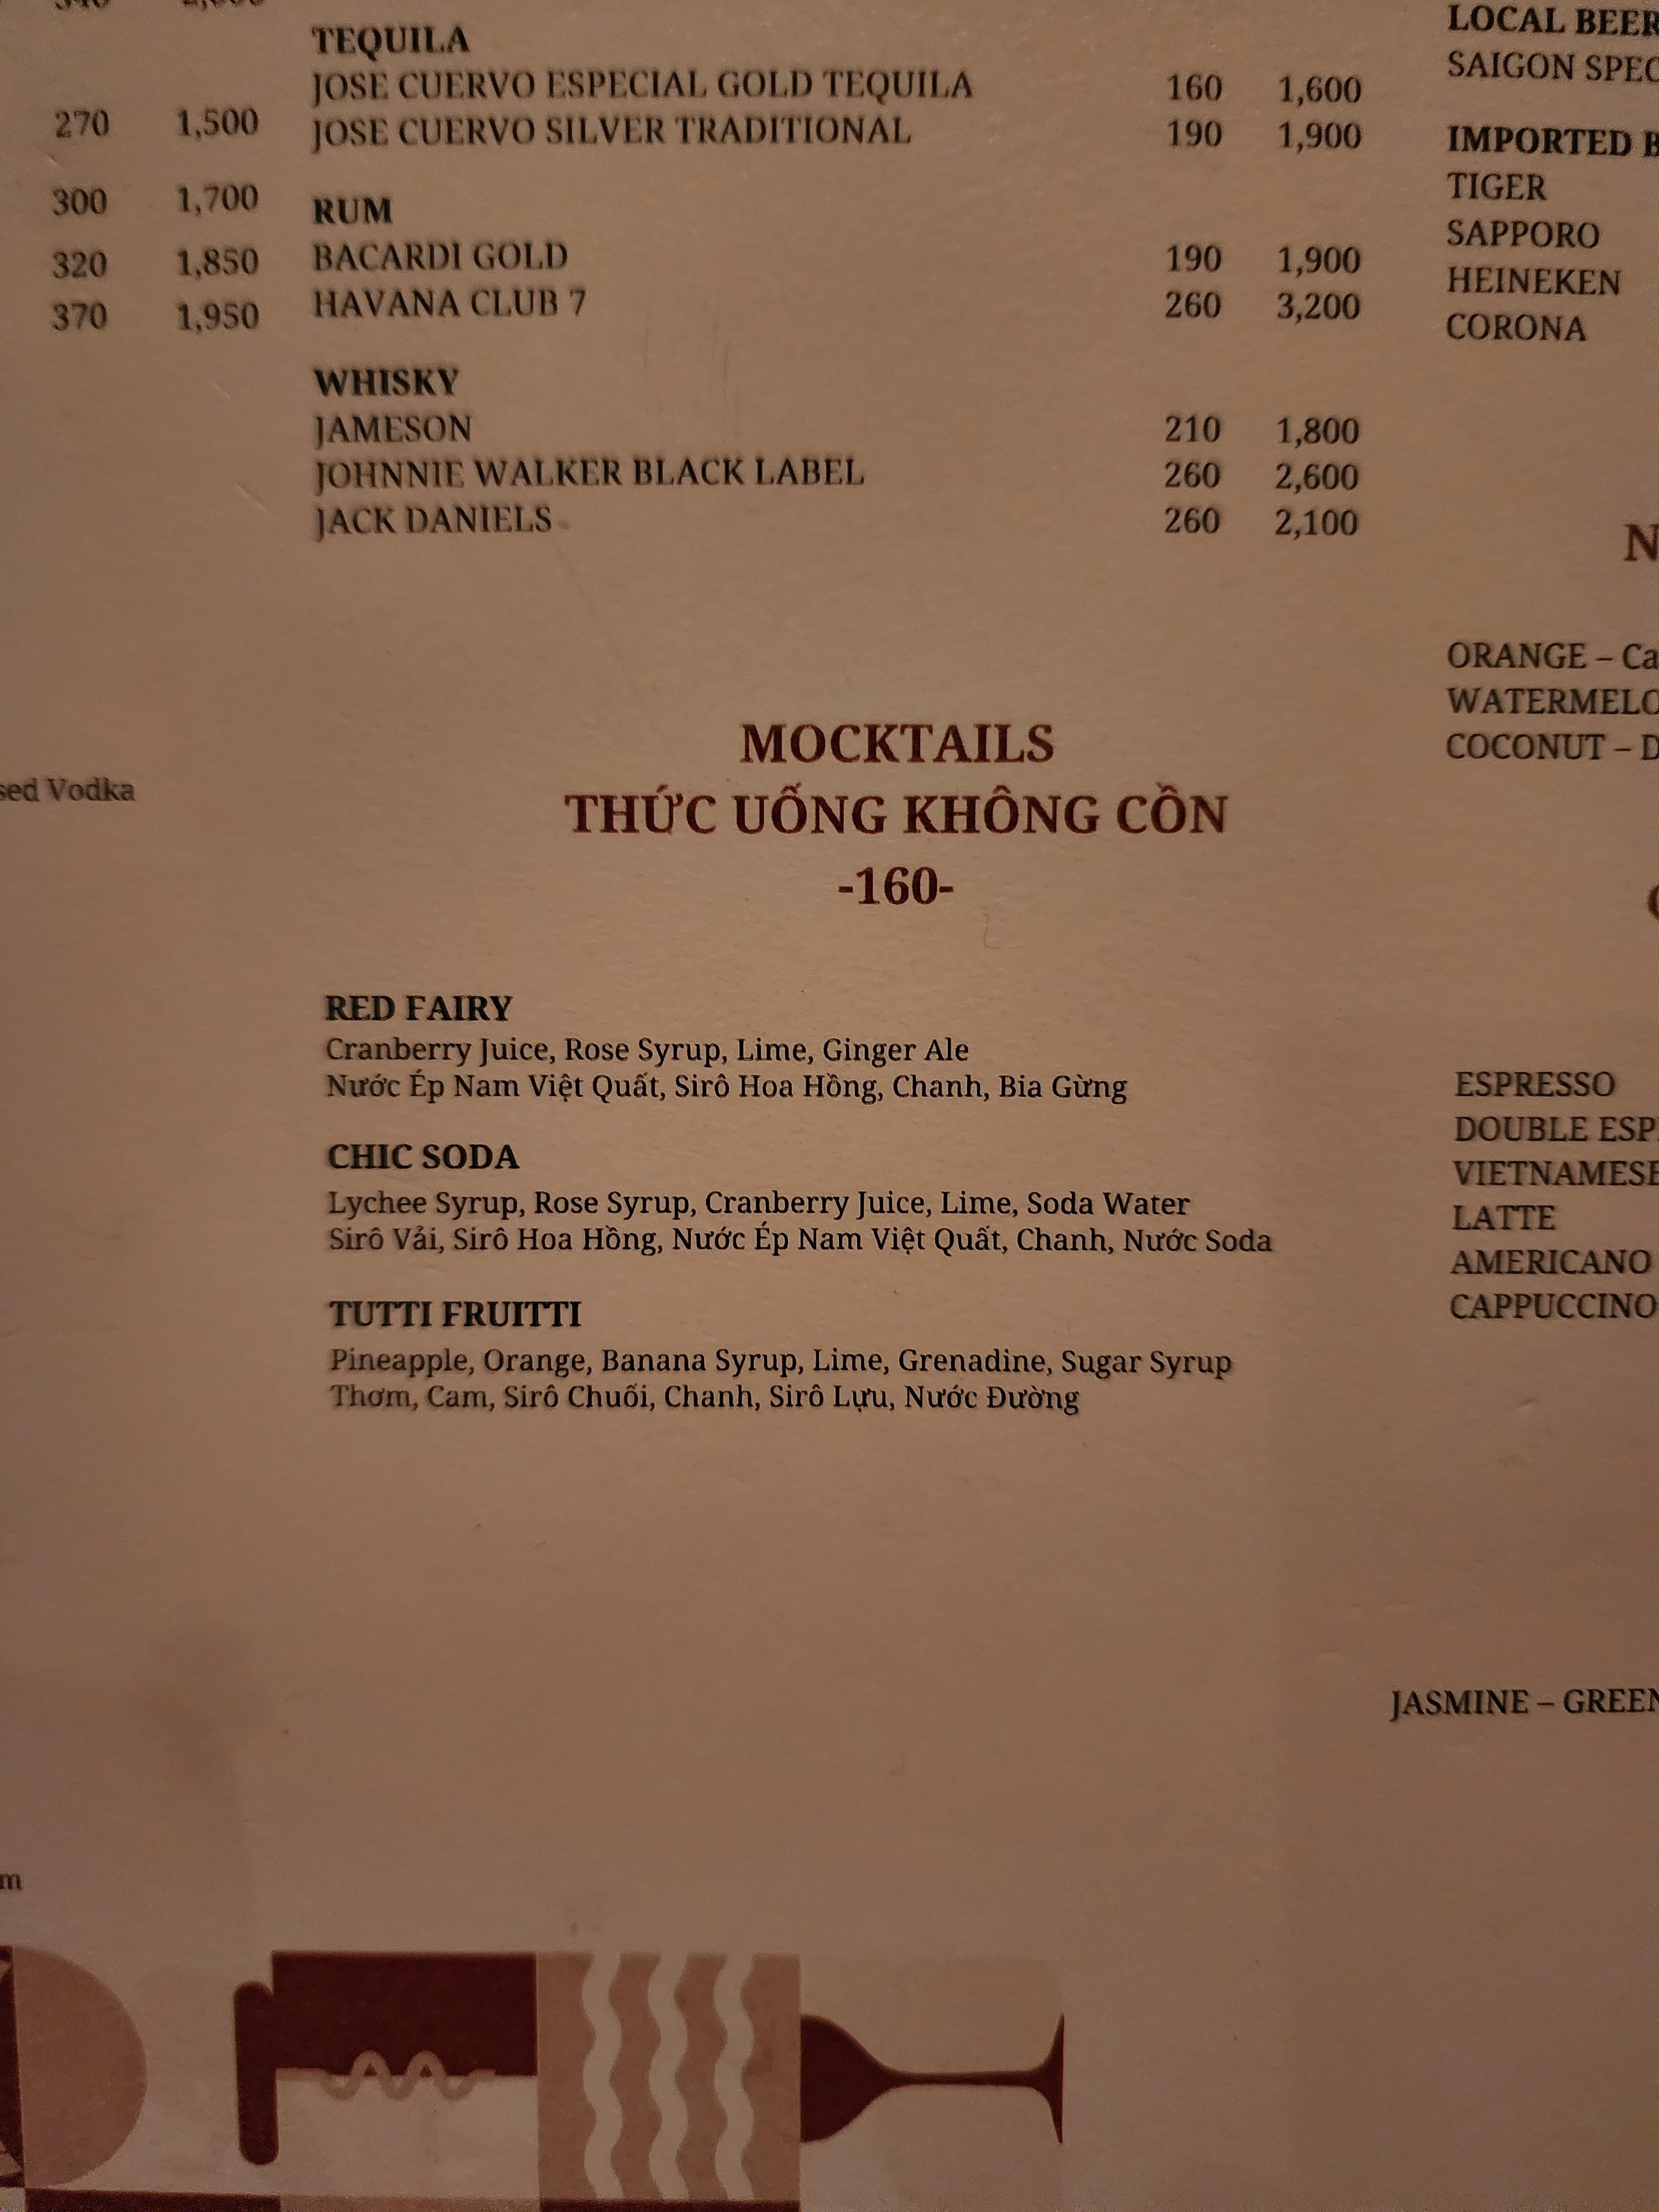 270 1,500
300 1,700
320 1,850
370 1,950
Vodka
TEQUILA
JOSE CUERVO ESPECIAL GOLD TEQUILA 160 1,600
JOSE CUERVO SILVER TRADITIONAL 190 1,900
RUM
BACARDI GOLD 190 1,900
HAVANA CLUB 7 260 3,200
WHISKY
JAMESON 210 1,800
JOHNNIE WALKER BLACK LABEL 260 2,600
JACK DANIELS 260 2,100
MOCKTAILS
THỨC UỐNG KHÔNG CỒN
-160-
RED FAIRY
Cranberry Juice, Rose Syrup, Lime, Ginger Ale
Nước Ép Nam Việt Quất, Sirô Hoa Hồng, Chanh, Bia Gừng
CHIC SODA
Lychee Syrup, Rose Syrup, Cranberry Juice, Lime, Soda Water
Sirô Vải, Sirô Hoa Hồng, Nước Ép Nam Việt Quất, Chanh, Nước Soda
TUTTI FRUITTI
Pineapple, Orange, Banana Syrup, Lime, Grenadine, Sugar Syrup
Thơm, Cam, Sirô Chuối, Chanh, Sirô Lựu, Nước Đường
LOCAL BEER
SAIGON SPEC
IMPORTED B
TIGER
SAPPORO
HEINEKEN
CORONA
ORANGE – Ca
WATERMELO
COCONUT – D
ESPRESSO
DOUBLE ESP
VIETNAMESE
LATTE
AMERICANO
CAPPUCCINO
JASMINE – GREEN